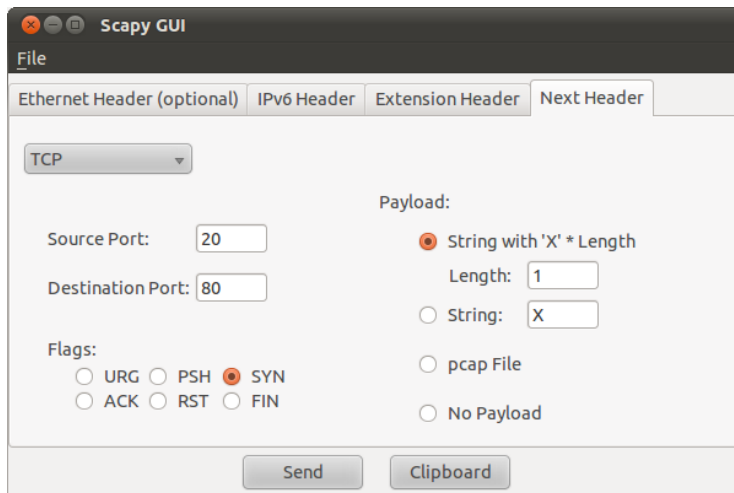 Scapy GUI
File
Ethernet Header (optional) IPv6 Header Extension Header Next Header
TCP
Payload:
Source Port: 20
String with 'X' * Length
Length: 1
Destination Port: 80
String: X
Flags:
URG PSH SYN
ACK RST FIN
pcap File
No Payload
Send Clipboard